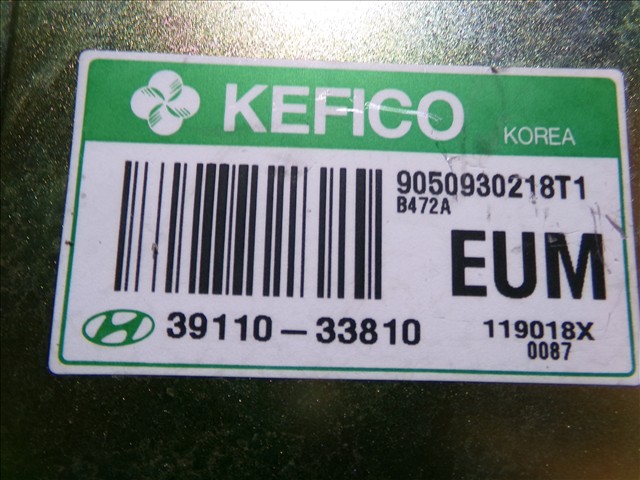 KEFICO KOREA
9050930218T1
B472A
EUM
39110-33810
119018X
0087